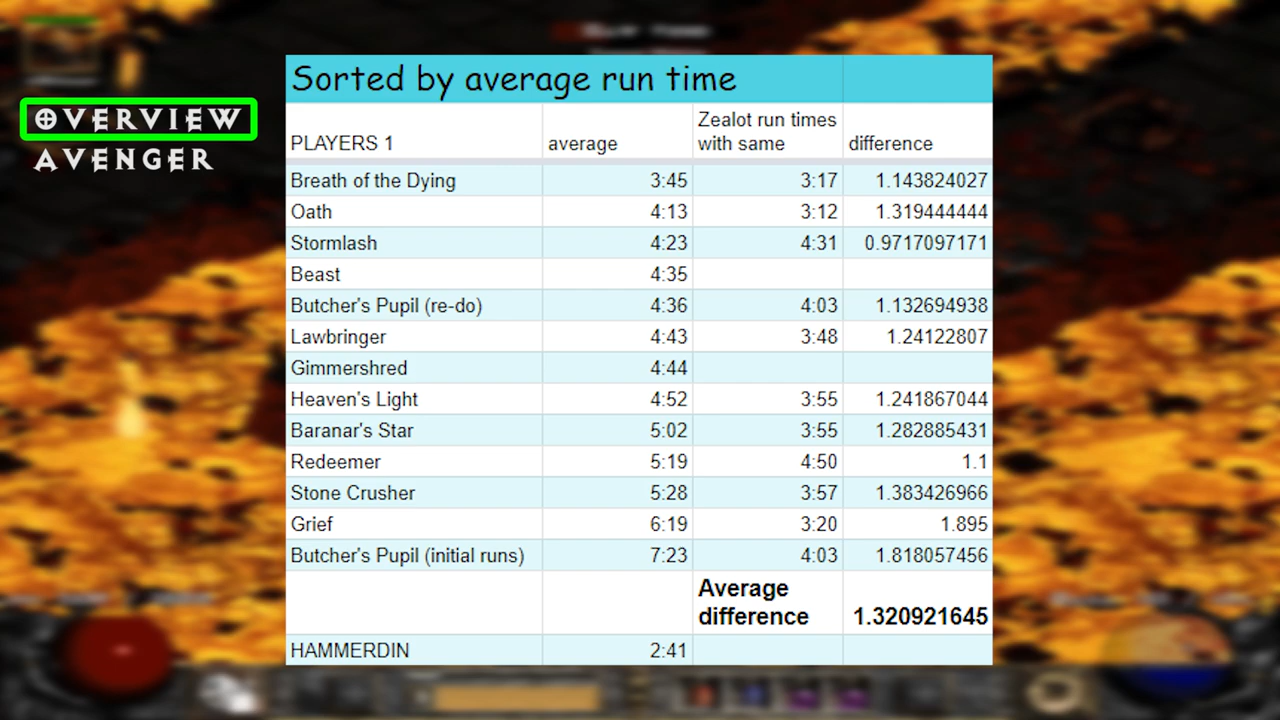 Sorted by average run time
OVERVIEW
AVENGER
PLAYERS 1 average Zealot run times with same difference
Breath of the Dying 3:45 3:17 1.143824027
Oath 4:13 3:12 1.319444444
Stormlash 4:23 4:31 0.9717097171
Beast 4:35
Butcher's Pupil (re-do) 4:36 4:03 1.132694938
Lawbringer 4:43 3:48 1.24122807
Gimmershred 4:44
Heaven's Light 4:52 3:55 1.241867044
Baranar's Star 5:02 3:55 1.282885431
Redeemer 5:19 4:50 1.1
Stone Crusher 5:28 3:57 1.383426966
Grief 6:19 3:20 1.895
Butcher's Pupil (initial runs) 7:23 4:03 1.818057456
Average difference 1.320921645
HAMMERDIN 2:41